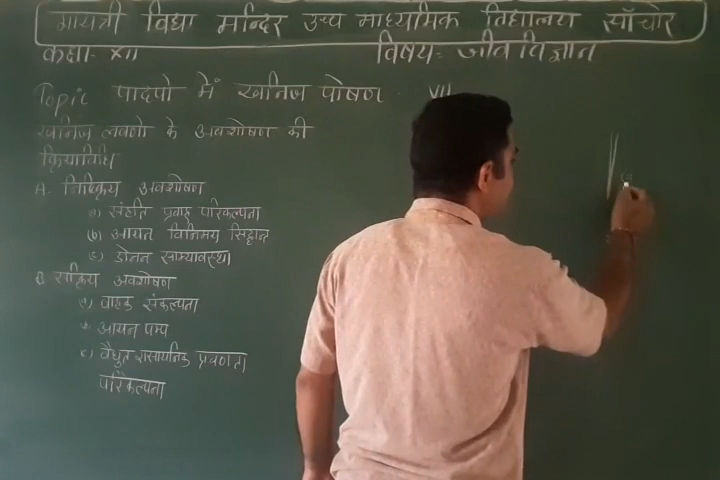 गायत्री विद्या मन्दिर उच्च माध्यमिक विद्यालय साँचोर
कक्षा- XII विषय- जीव विज्ञान
Topic पादपो में खनिज पोषण VII
खनिज लवणो के अवशोषण की
क्रियाविधि
A- निष्क्रिय अवशोषण
(a) संहति प्रवाह परिकल्पना
(b) आयन विनिमय सिद्धान्त
(c) डोनन साम्यावस्था
B सक्रिय अवशोषण
(a) वाहक संकल्पना
आयन पम्प
(c) वैधुत रासायनिक प्रवणता
परिकल्पना